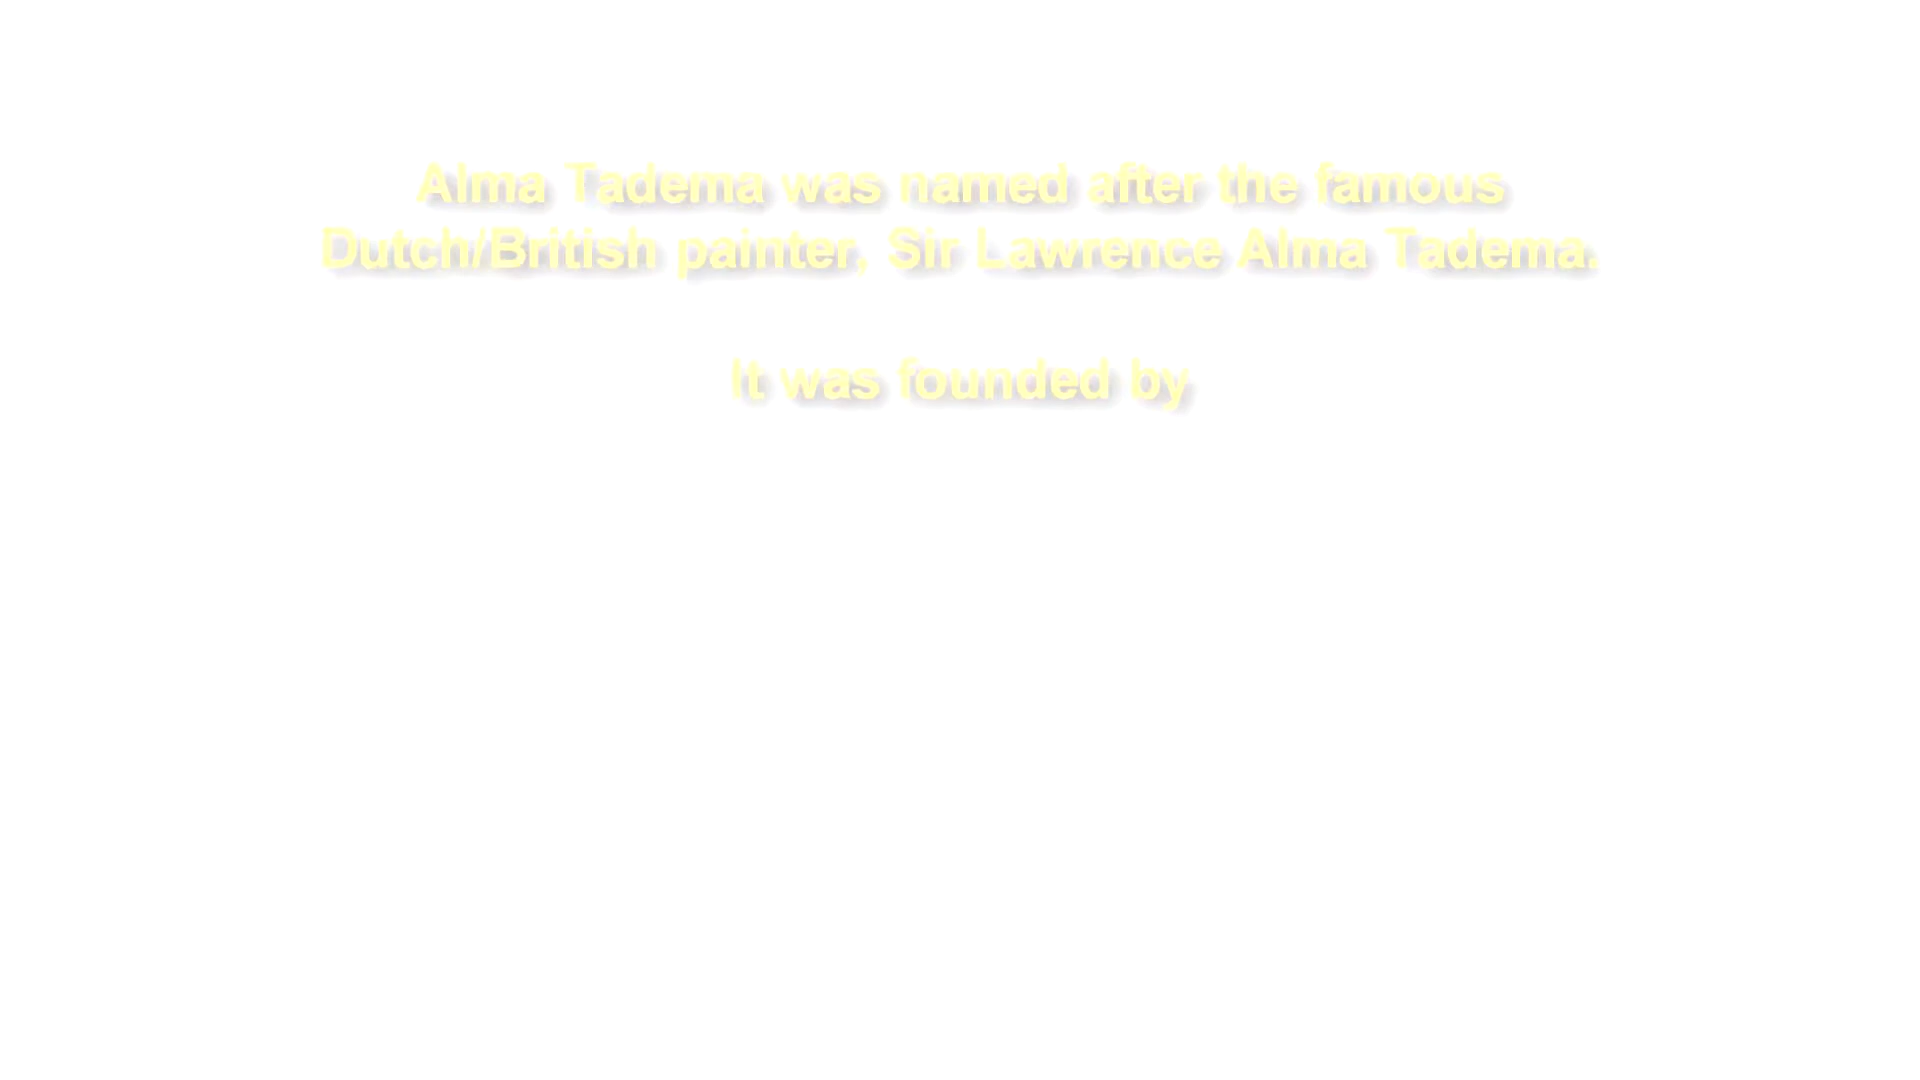 Alma Tadema was named after the famous
Dutch/British painter, Sir Lawrence Alma Tadema.
It was founded by